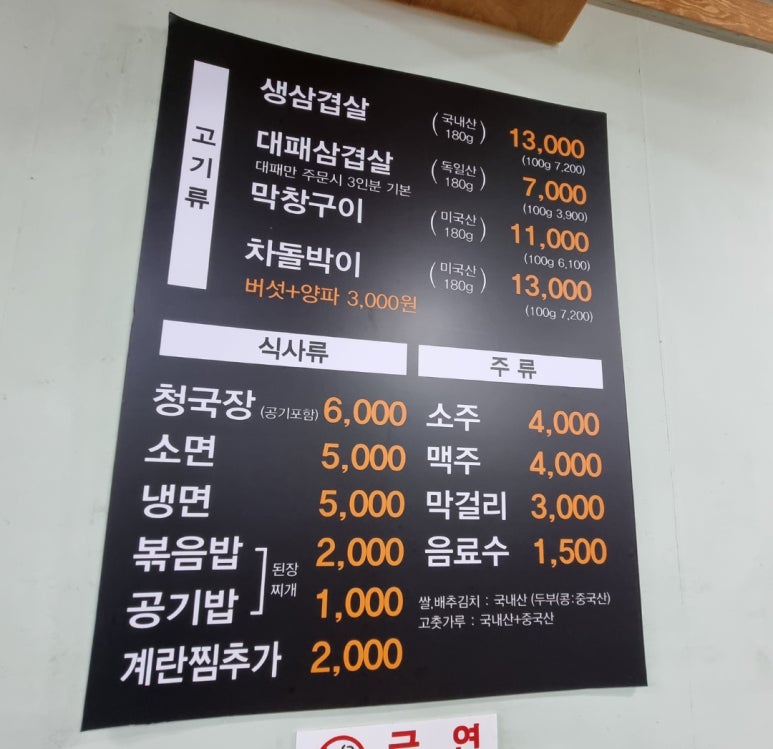 고기류
생삼겹살 (국내산 180g) 13,000
(100g 7,200)
대패삼겹살 (독일산 180g) 7,000
대패만 주문시 3인분 기본
(100g 3,900)
막창구이 (미국산 180g) 11,000
(100g 6,100)
차돌박이 (미국산 180g) 13,000
버섯+양파 3,000원
(100g 7,200)
식사류
청국장 (공기포함) 6,000
소면 5,000
냉면 5,000
볶음밥 2,000
공기밥 1,000
된장
찌개
계란찜추가 2,000
주류
소주 4,000
맥주 4,000
막걸리 3,000
음료수 1,500
쌀,배추김치 : 국내산 (두부(콩:중국산)
고춧가루 : 국내산+중국산
금연